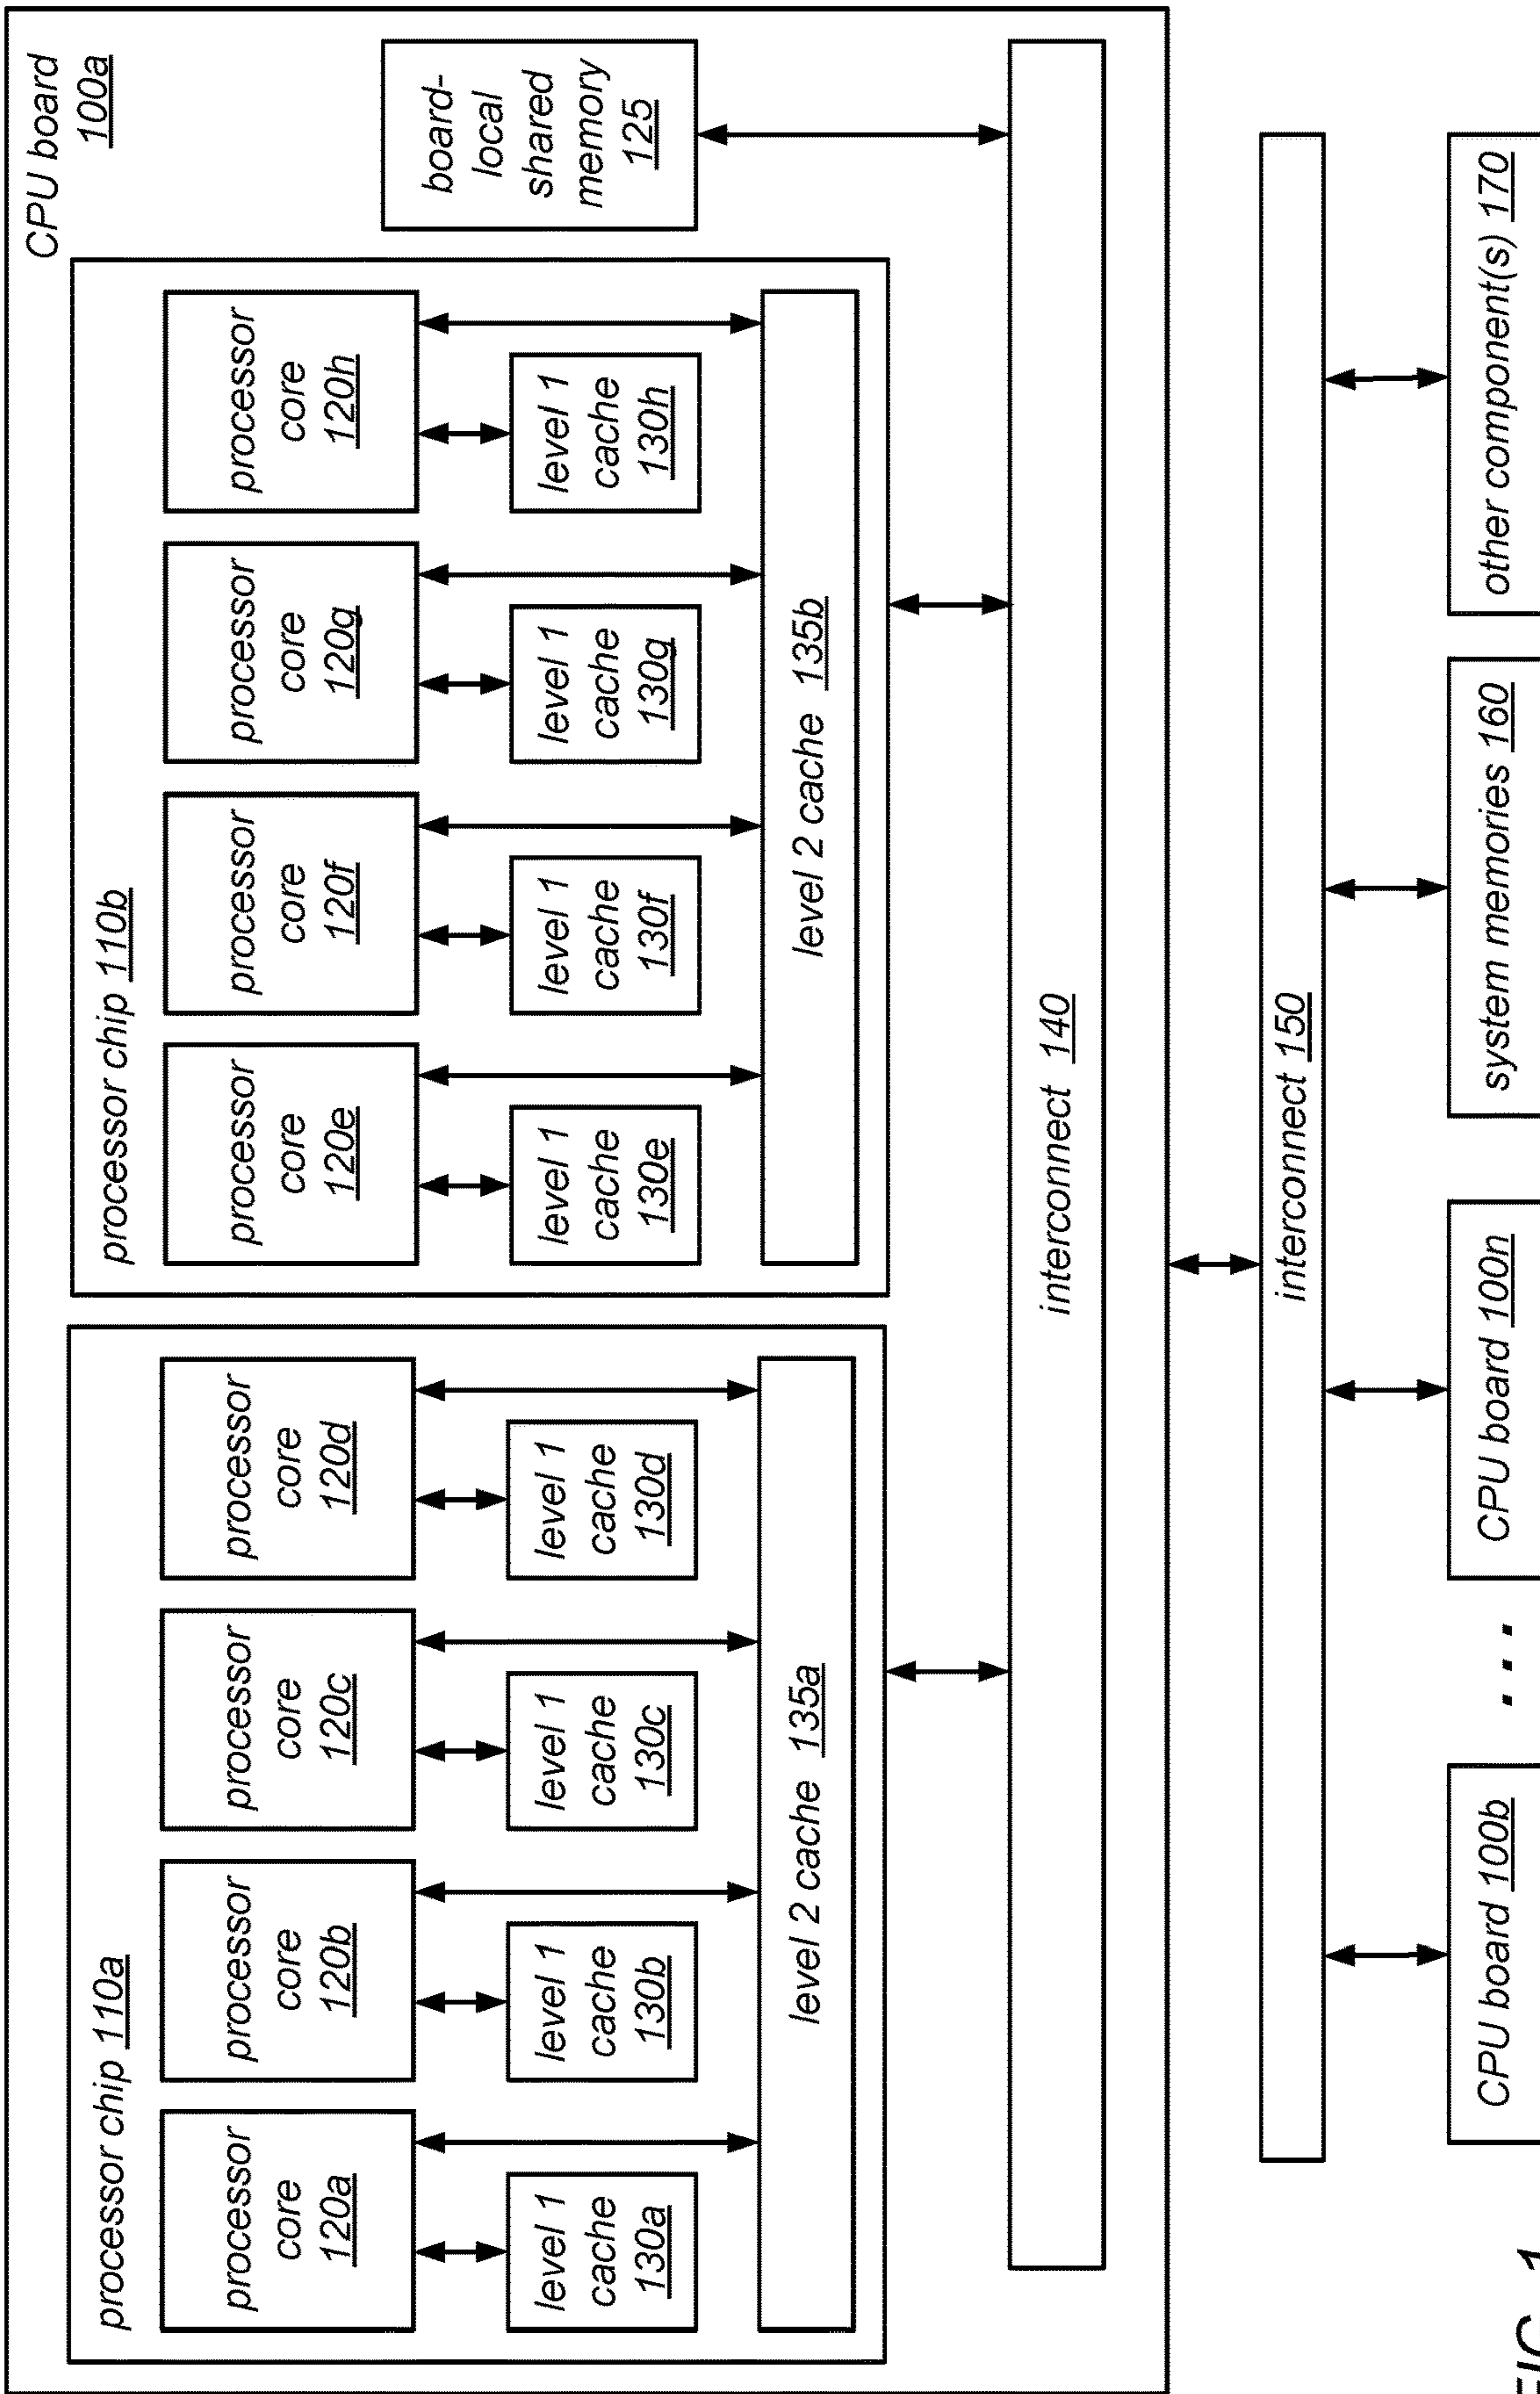 CPU board
100a
processor chip 110a
processor
core
120a
processor
core
120b
processor
core
120c
processor
core
120d
level 1
cache
130a
level 1
cache
130b
level 1
cache
130c
level 1
cache
130d
level 2 cache 135a
processor chip 110b
processor
core
120e
processor
core
120f
processor
core
120g
processor
core
120h
level 1
cache
130e
level 1
cache
130f
level 1
cache
130g
level 1
cache
130h
level 2 cache 135b
board-
local
shared
memory
125
interconnect 140
interconnect 150
CPU board 100b
. . .
CPU board 100n
system memories 160
other component(s) 170
FIG. 1